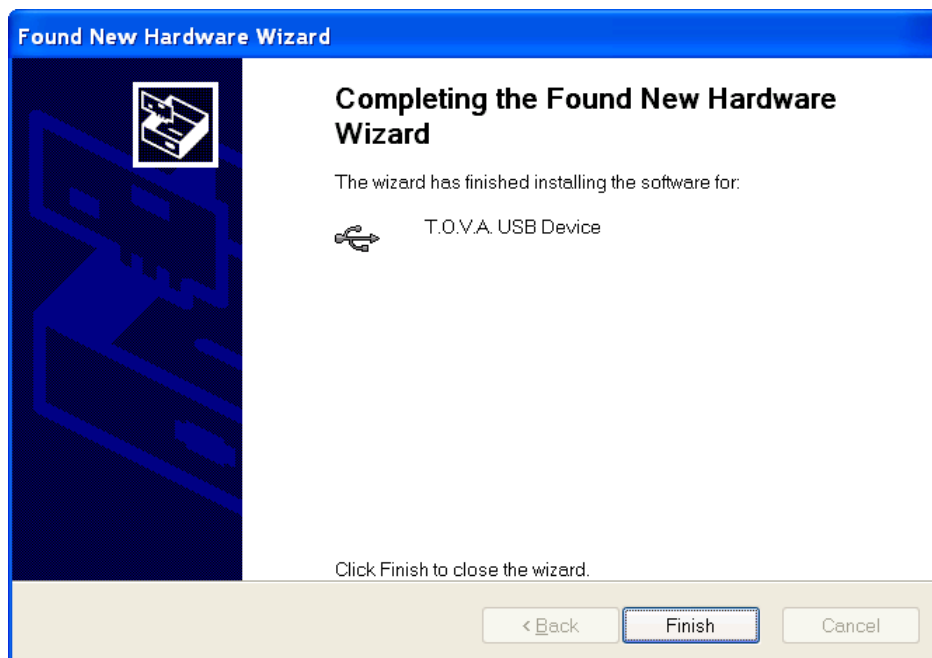 Found New Hardware Wizard
Completing the Found New Hardware
Wizard
The wizard has finished installing the software for:
T.O.V.A. USB Device
Click Finish to close the wizard.
< Back
Finish
Cancel